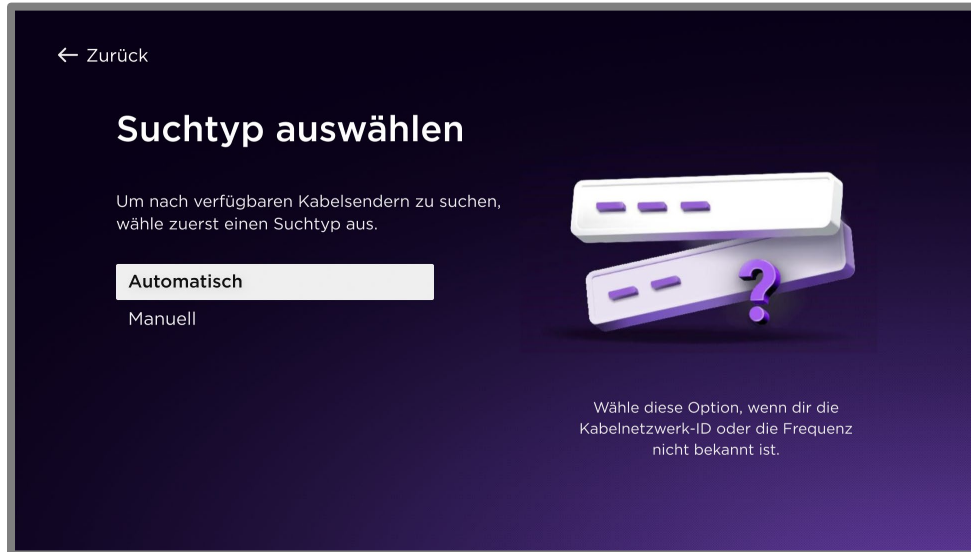 ← Zurück
Suchtyp auswählen
Um nach verfügbaren Kabelsendern zu suchen,
wähle zuerst einen Suchtyp aus.
Automatisch
Manuell
Wähle diese Option, wenn dir die
Kabelnetzwerk-ID oder die Frequenz
nicht bekannt ist.